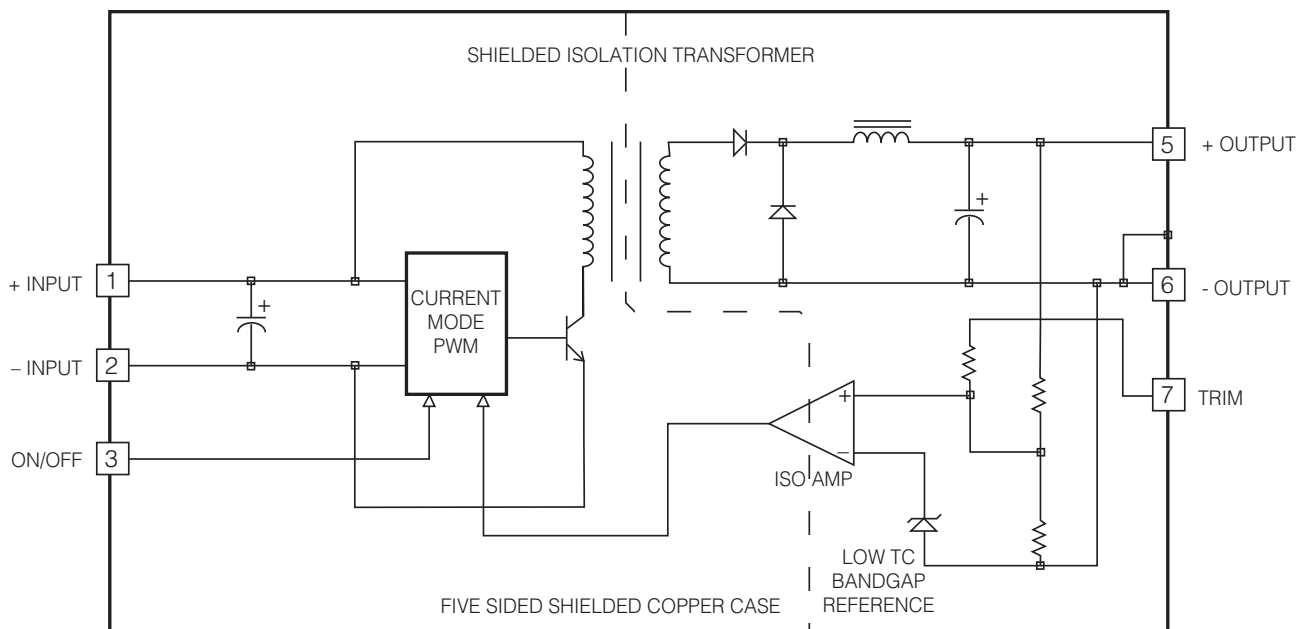 SHIELDED ISOLATION TRANSFORMER
5 + OUTPUT
+
+ INPUT 1
+
CURRENT
MODE
PWM
6 - OUTPUT
– INPUT 2
7 TRIM
+
ON/OFF 3
–
ISO AMP
LOW TC
BANDGAP
REFERENCE
FIVE SIDED SHIELDED COPPER CASE